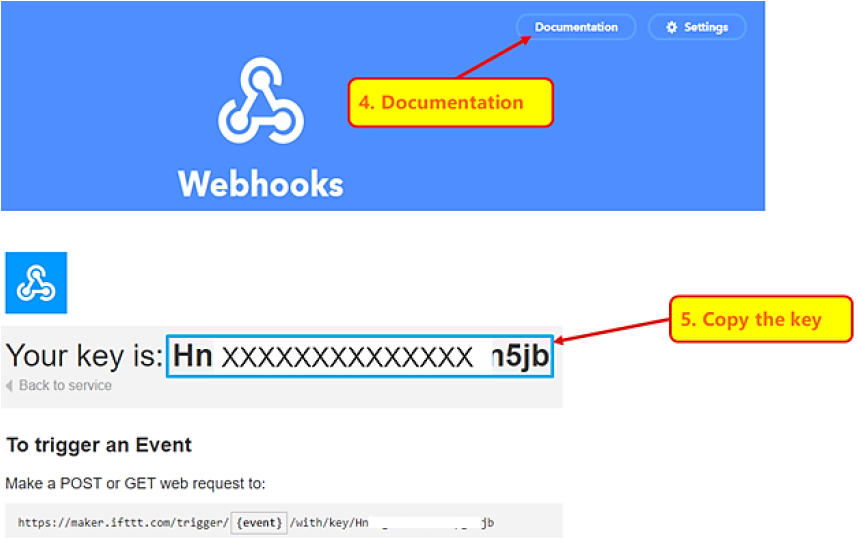 Documentation
Settings
4. Documentation
Webhooks
5. Copy the key
Your key is: Hn XXXXXXXXXXXXXX n5jb
Back to service
To trigger an Event
Make a POST or GET web request to:
https://maker.ifttt.com/trigger/ {event} /with/key/Hn jb